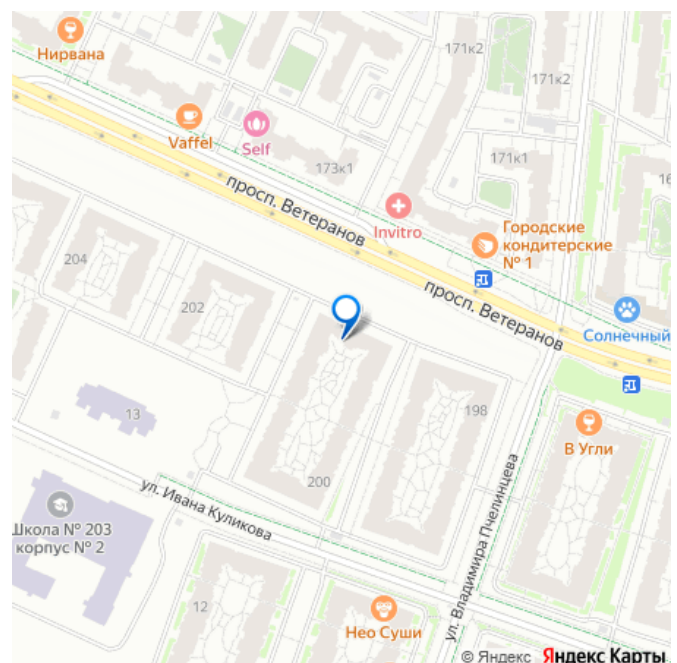 Нирвана
171к2
171к2
Vaffel
Self
173к1
171к1
просп. Ветеранов
Invitro
Городские
кондитерские
№ 1
204
202
просп. Ветеранов
Солнечный
198
13
В Угли
200
ул. Ивана Куликова
ул. Владимира Пчелинцева
Школа № 203
корпус № 2
12
Нео Суши
© Яндекс Яндекс Карты